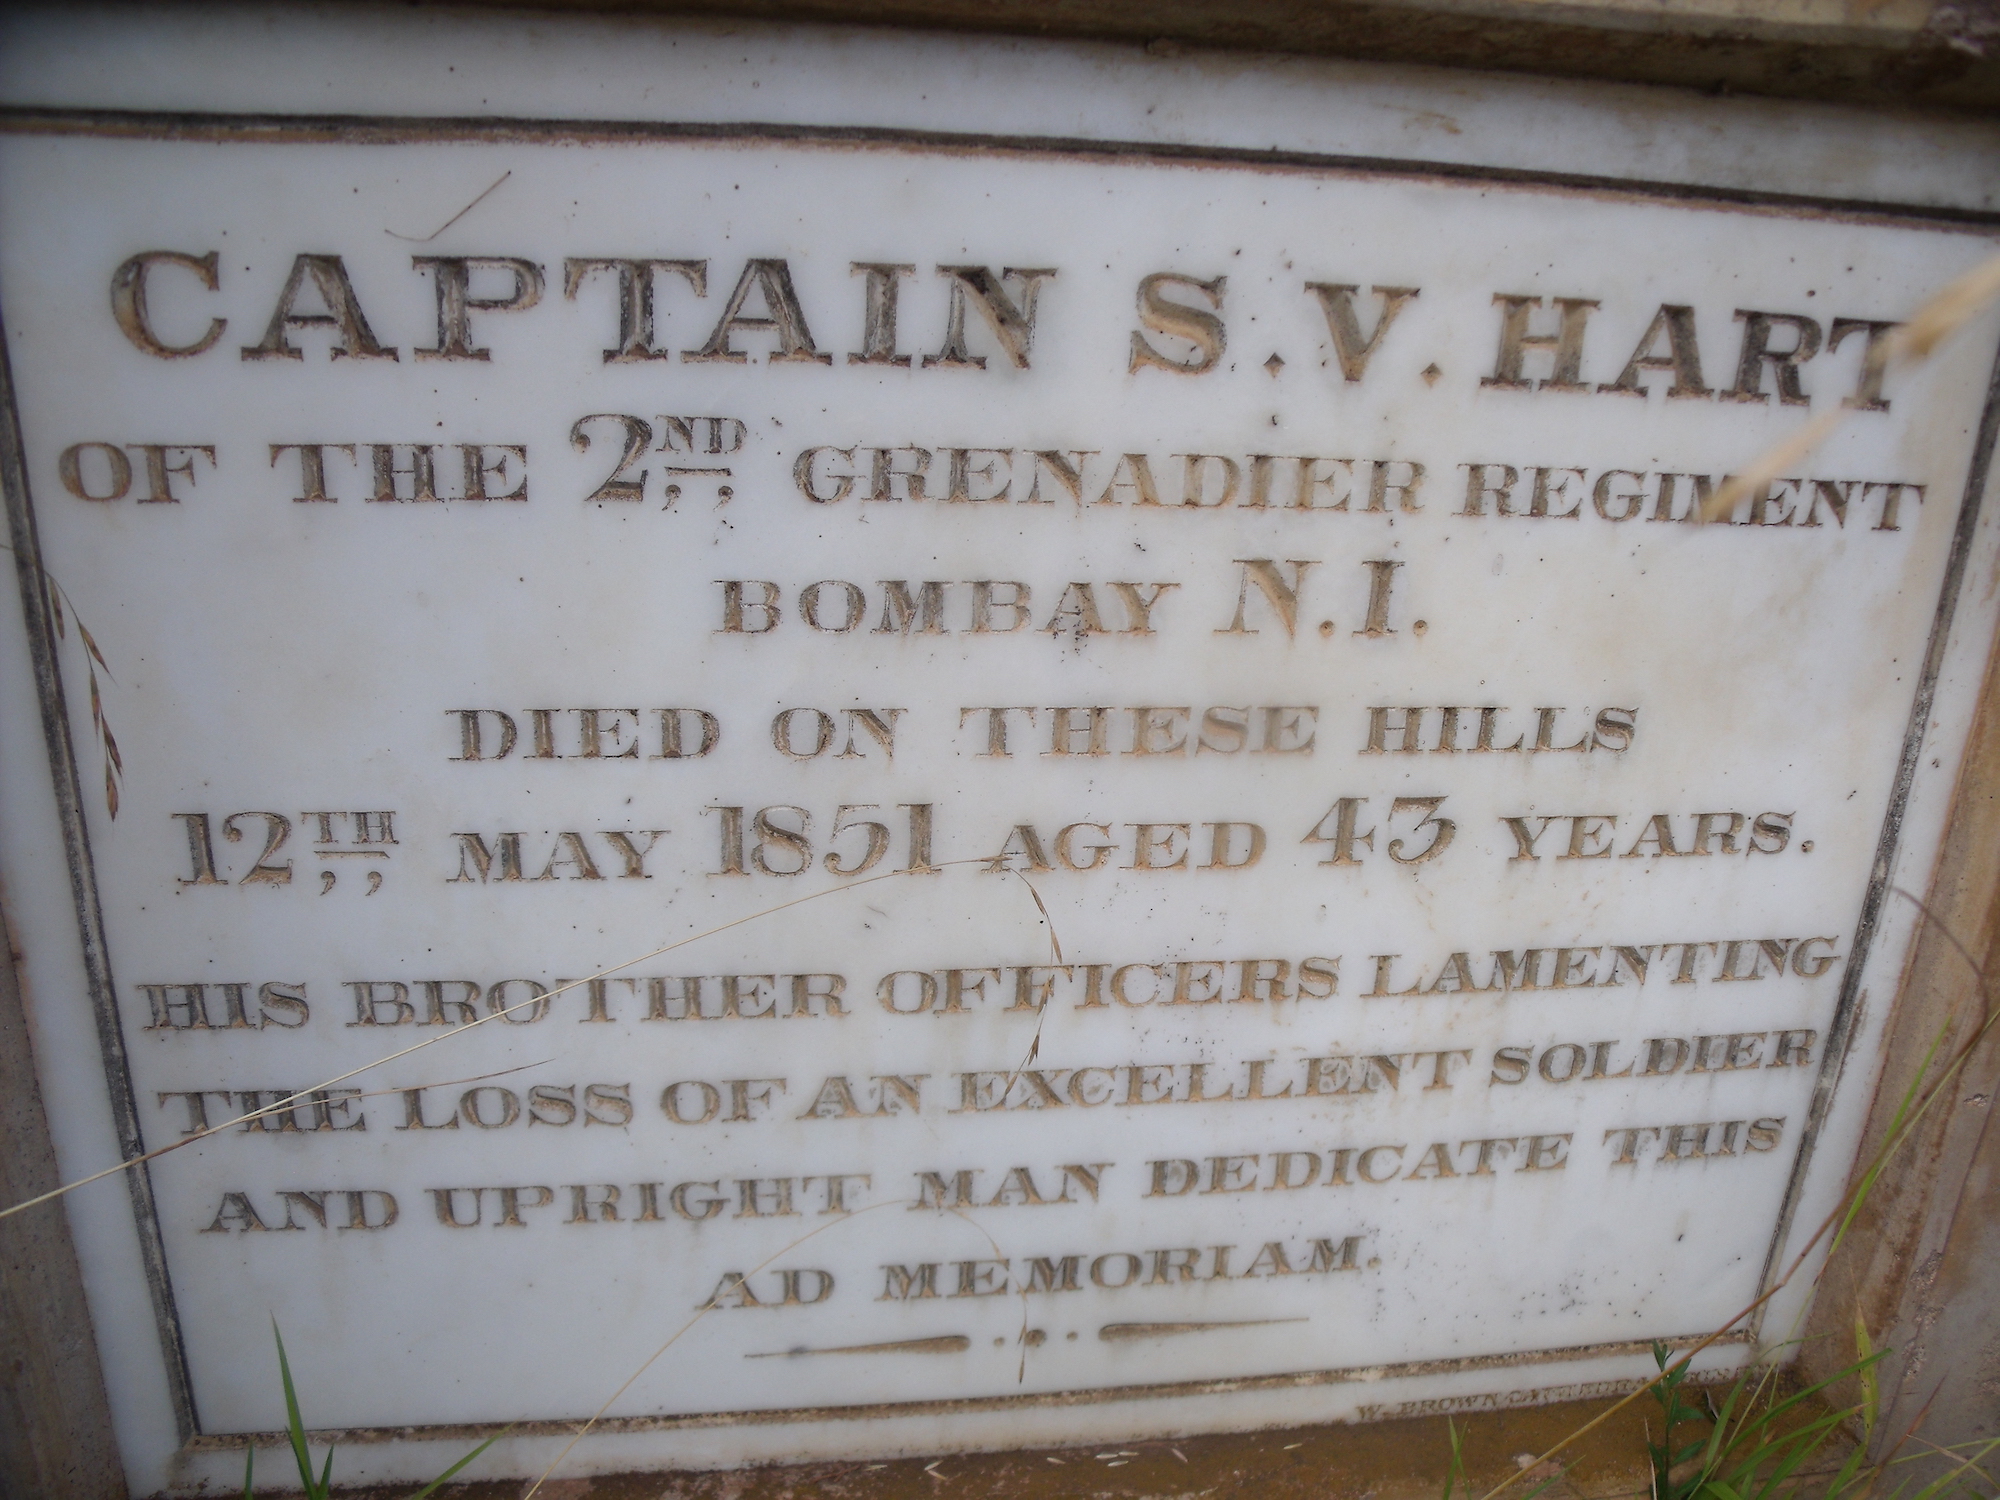 CAPTAIN S.V. HART
OF THE 2ND GRENADIER REGIMENT
BOMBAY N.I.
DIED ON THESE HILLS
12TH MAY 1851 AGED 43 YEARS.
HIS BROTHER OFFICERS LAMENTING
THE LOSS OF AN EXCELLENT SOLDIER
AND UPRIGHT MAN DEDICATE THIS
AD MEMORIAM.
W. BROWN